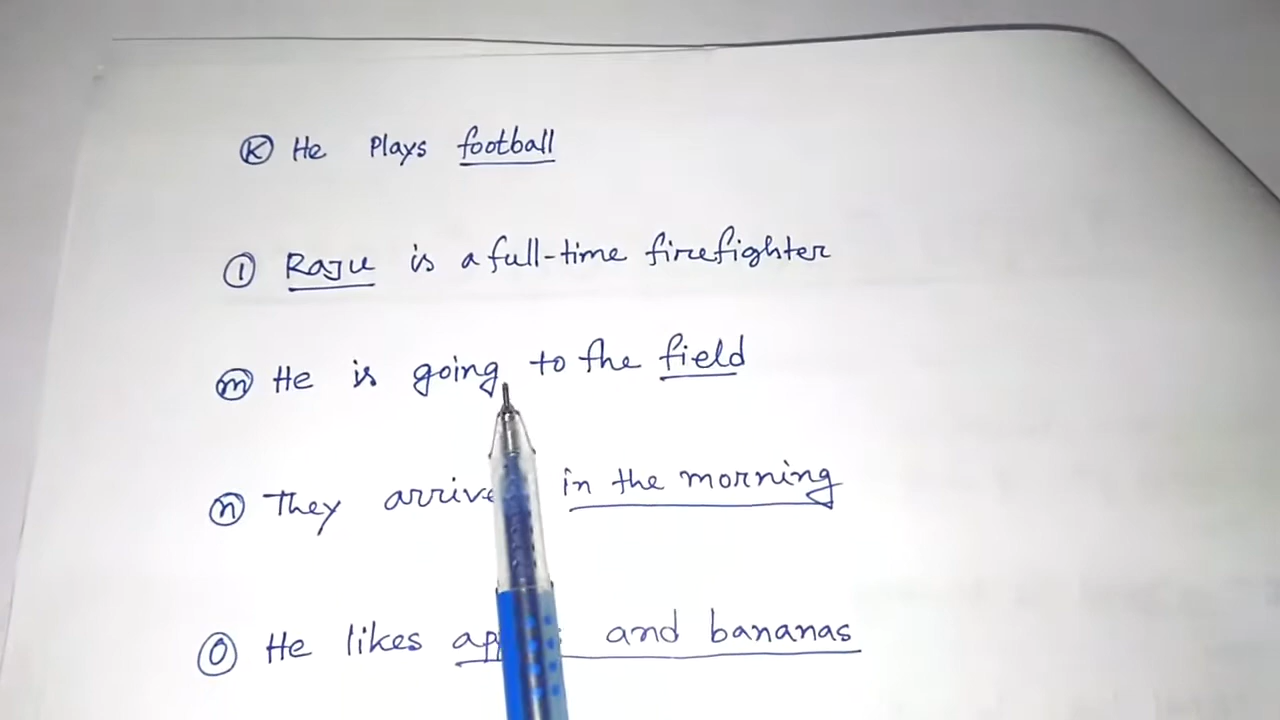 Ⓚ He Plays football
ⓛ Raju is a full-time firefighter
ⓜ He is going to the field
ⓝ They in the morning
Ⓞ He likes and bananas